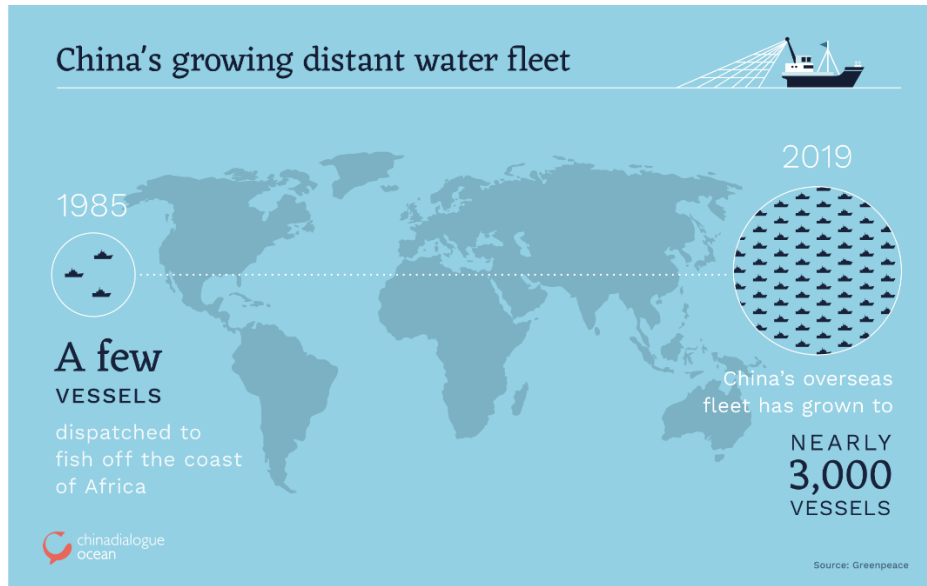 China's growing distant water fleet
1985
A few
VESSELS
dispatched to
fish off the coast
of Africa
2019
China's overseas
fleet has grown to
NEARLY
3,000
VESSELS
chinadialogue
ocean
Source: Greenpeace